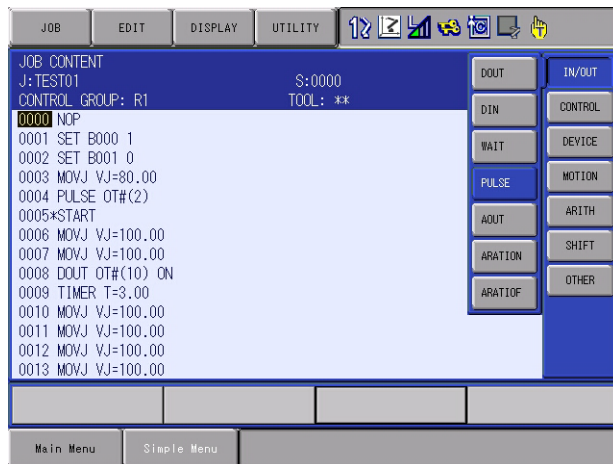 JOB
EDIT
DISPLAY
UTILITY
JOB CONTENT
J:TEST01 S:0000
CONTROL GROUP: R1 TOOL: **
0000 NOP
0001 SET B000 1
0002 SET B001 0
0003 MOVJ VJ=80.00
0004 PULSE OT#(2)
0005*START
0006 MOVJ VJ=100.00
0007 MOVJ VJ=100.00
0008 DOUT OT#(10) ON
0009 TIMER T=3.00
0010 MOVJ VJ=100.00
0011 MOVJ VJ=100.00
0012 MOVJ VJ=100.00
0013 MOVJ VJ=100.00
DOUT
DIN
WAIT
PULSE
AOUT
ARATION
ARATIOF
IN/OUT
CONTROL
DEVICE
MOTION
ARITH
SHIFT
OTHER
Main Menu
Simple Menu